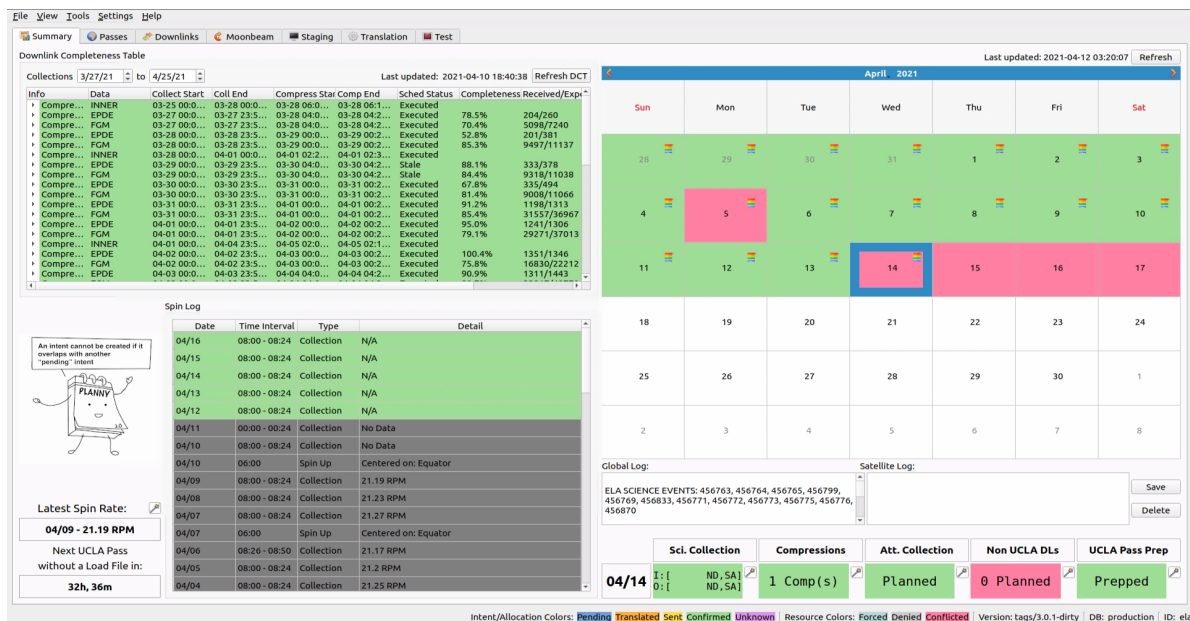 File View Tools Settings Help
Summary Passes Downlinks Moonbeam Staging Translation Test
Downlink Completeness Table
Last updated: 2021-04-12 03:20:07 Refresh
Collections 3/27/21 to 4/25/21 Last updated: 2021-04-10 18:40:38 Refresh DCT
Info Data Collect Start Coll End Compress Star Comp End Sched Status Completeness Received/Exp
Compre... INNER 03-25 00:0... 03-28 00:0... 03-28 06:0... 03-28 06:1... Executed
Compre... EPDE 03-27 00:0... 03-27 23:5... 03-28 04:0... 03-28 04:2... Executed 78.5% 204/260
Compre... FGM 03-27 00:0... 03-27 23:5... 03-28 04:0... 03-28 04:2... Executed 70.4% 5098/7240
Compre... EPDE 03-28 00:0... 03-28 23:5... 03-29 00:0... 03-29 00:2... Executed 52.8% 201/381
Compre... FGM 03-28 00:0... 03-28 23:5... 03-29 00:0... 03-29 00:2... Executed 85.3% 9497/11137
Compre... INNER 03-28 00:0... 04-01 00:0... 04-01 02:2... 04-01 02:3... Executed
Compre... EPDE 03-29 00:0... 03-29 23:5... 03-30 04:0... 03-30 04:2... Stale 88.1% 333/378
Compre... FGM 03-29 00:0... 03-29 23:5... 03-30 04:0... 03-30 04:2... Stale 84.4% 9318/11038
Compre... EPDE 03-30 00:0... 03-30 23:5... 03-31 00:0... 03-31 00:2... Executed 67.8% 335/494
Compre... FGM 03-30 00:0... 03-30 23:5... 03-31 00:0... 03-31 00:2... Executed 81.4% 9008/11066
Compre... EPDE 03-31 00:0... 03-31 23:5... 04-01 00:0... 04-01 00:2... Executed 91.2% 1198/1313
Compre... FGM 03-31 00:0... 03-31 23:5... 04-01 00:0... 04-01 00:2... Executed 85.4% 31557/36967
Compre... EPDE 04-01 00:0... 04-01 23:5... 04-02 00:0... 04-02 00:2... Executed 95.0% 1241/1306
Compre... FGM 04-01 00:0... 04-01 23:5... 04-02 00:0... 04-02 00:2... Executed 79.1% 29271/37013
Compre... INNER 04-01 00:0... 04-04 23:5... 04-05 02:0... 04-05 02:1... Executed
Compre... EPDE 04-02 00:0... 04-02 23:5... 04-03 00:0... 04-03 00:2... Executed 100.4% 1351/1346
Compre... FGM 04-02 00:0... 04-02 23:5... 04-03 00:0... 04-03 00:2... Executed 75.8% 16830/22212
Compre... EPDE 04-03 00:0... 04-03 23:5... 04-04 04:0... 04-04 04:2... Executed 90.9% 1311/1443
April, 2021
Sun Mon Tue Wed Thu Fri Sat
28 29 30 31 1 2 3
4 5 6 7 8 9 10
11 12 13 14 15 16 17
18 19 20 21 22 23 24
25 26 27 28 29 30 1
2 3 4 5 6 7 8
An intent cannot be created if it
overlaps with another
"pending" intent
PLANNY
Spin Log
Date Time Interval Type Detail
04/16 08:00 - 08:24 Collection N/A
04/15 08:00 - 08:24 Collection N/A
04/14 08:00 - 08:24 Collection N/A
04/13 08:00 - 08:24 Collection N/A
04/12 08:00 - 08:24 Collection N/A
04/11 00:00 - 00:24 Collection No Data
04/10 08:00 - 08:24 Collection No Data
04/10 06:00 Spin Up Centered on: Equator
04/09 08:00 - 08:24 Collection 21.19 RPM
04/08 08:00 - 08:24 Collection 21.23 RPM
04/07 08:00 - 08:24 Collection 21.27 RPM
04/07 06:00 Spin Up Centered on: Equator
04/06 08:26 - 08:50 Collection 21.17 RPM
04/05 08:00 - 08:24 Collection 21.2 RPM
04/04 08:00 - 08:24 Collection 21.25 RPM
Latest Spin Rate:
04/09 - 21.19 RPM
Next UCLA Pass
without a Load File in:
32h, 36m
Global Log: Satellite Log:
ELA SCIENCE EVENTS: 456763, 456764, 456765, 456799,
456769, 456833, 456771, 456772, 456773, 456775, 456776,
456870
Save
Delete
Sci. Collection Compressions Att. Collection Non UCLA DLs UCLA Pass Prep
04/14 I:[ ND,SA] 1 Comp(s) Planned 0 Planned Prepped
O:[ ND,SA]
Intent/Allocation Colors: Pending Translated Sent Confirmed Unknown Resource Colors: Forced Denied Conflicted Version: tags/3.0.1-dirty DB: production ID: ela